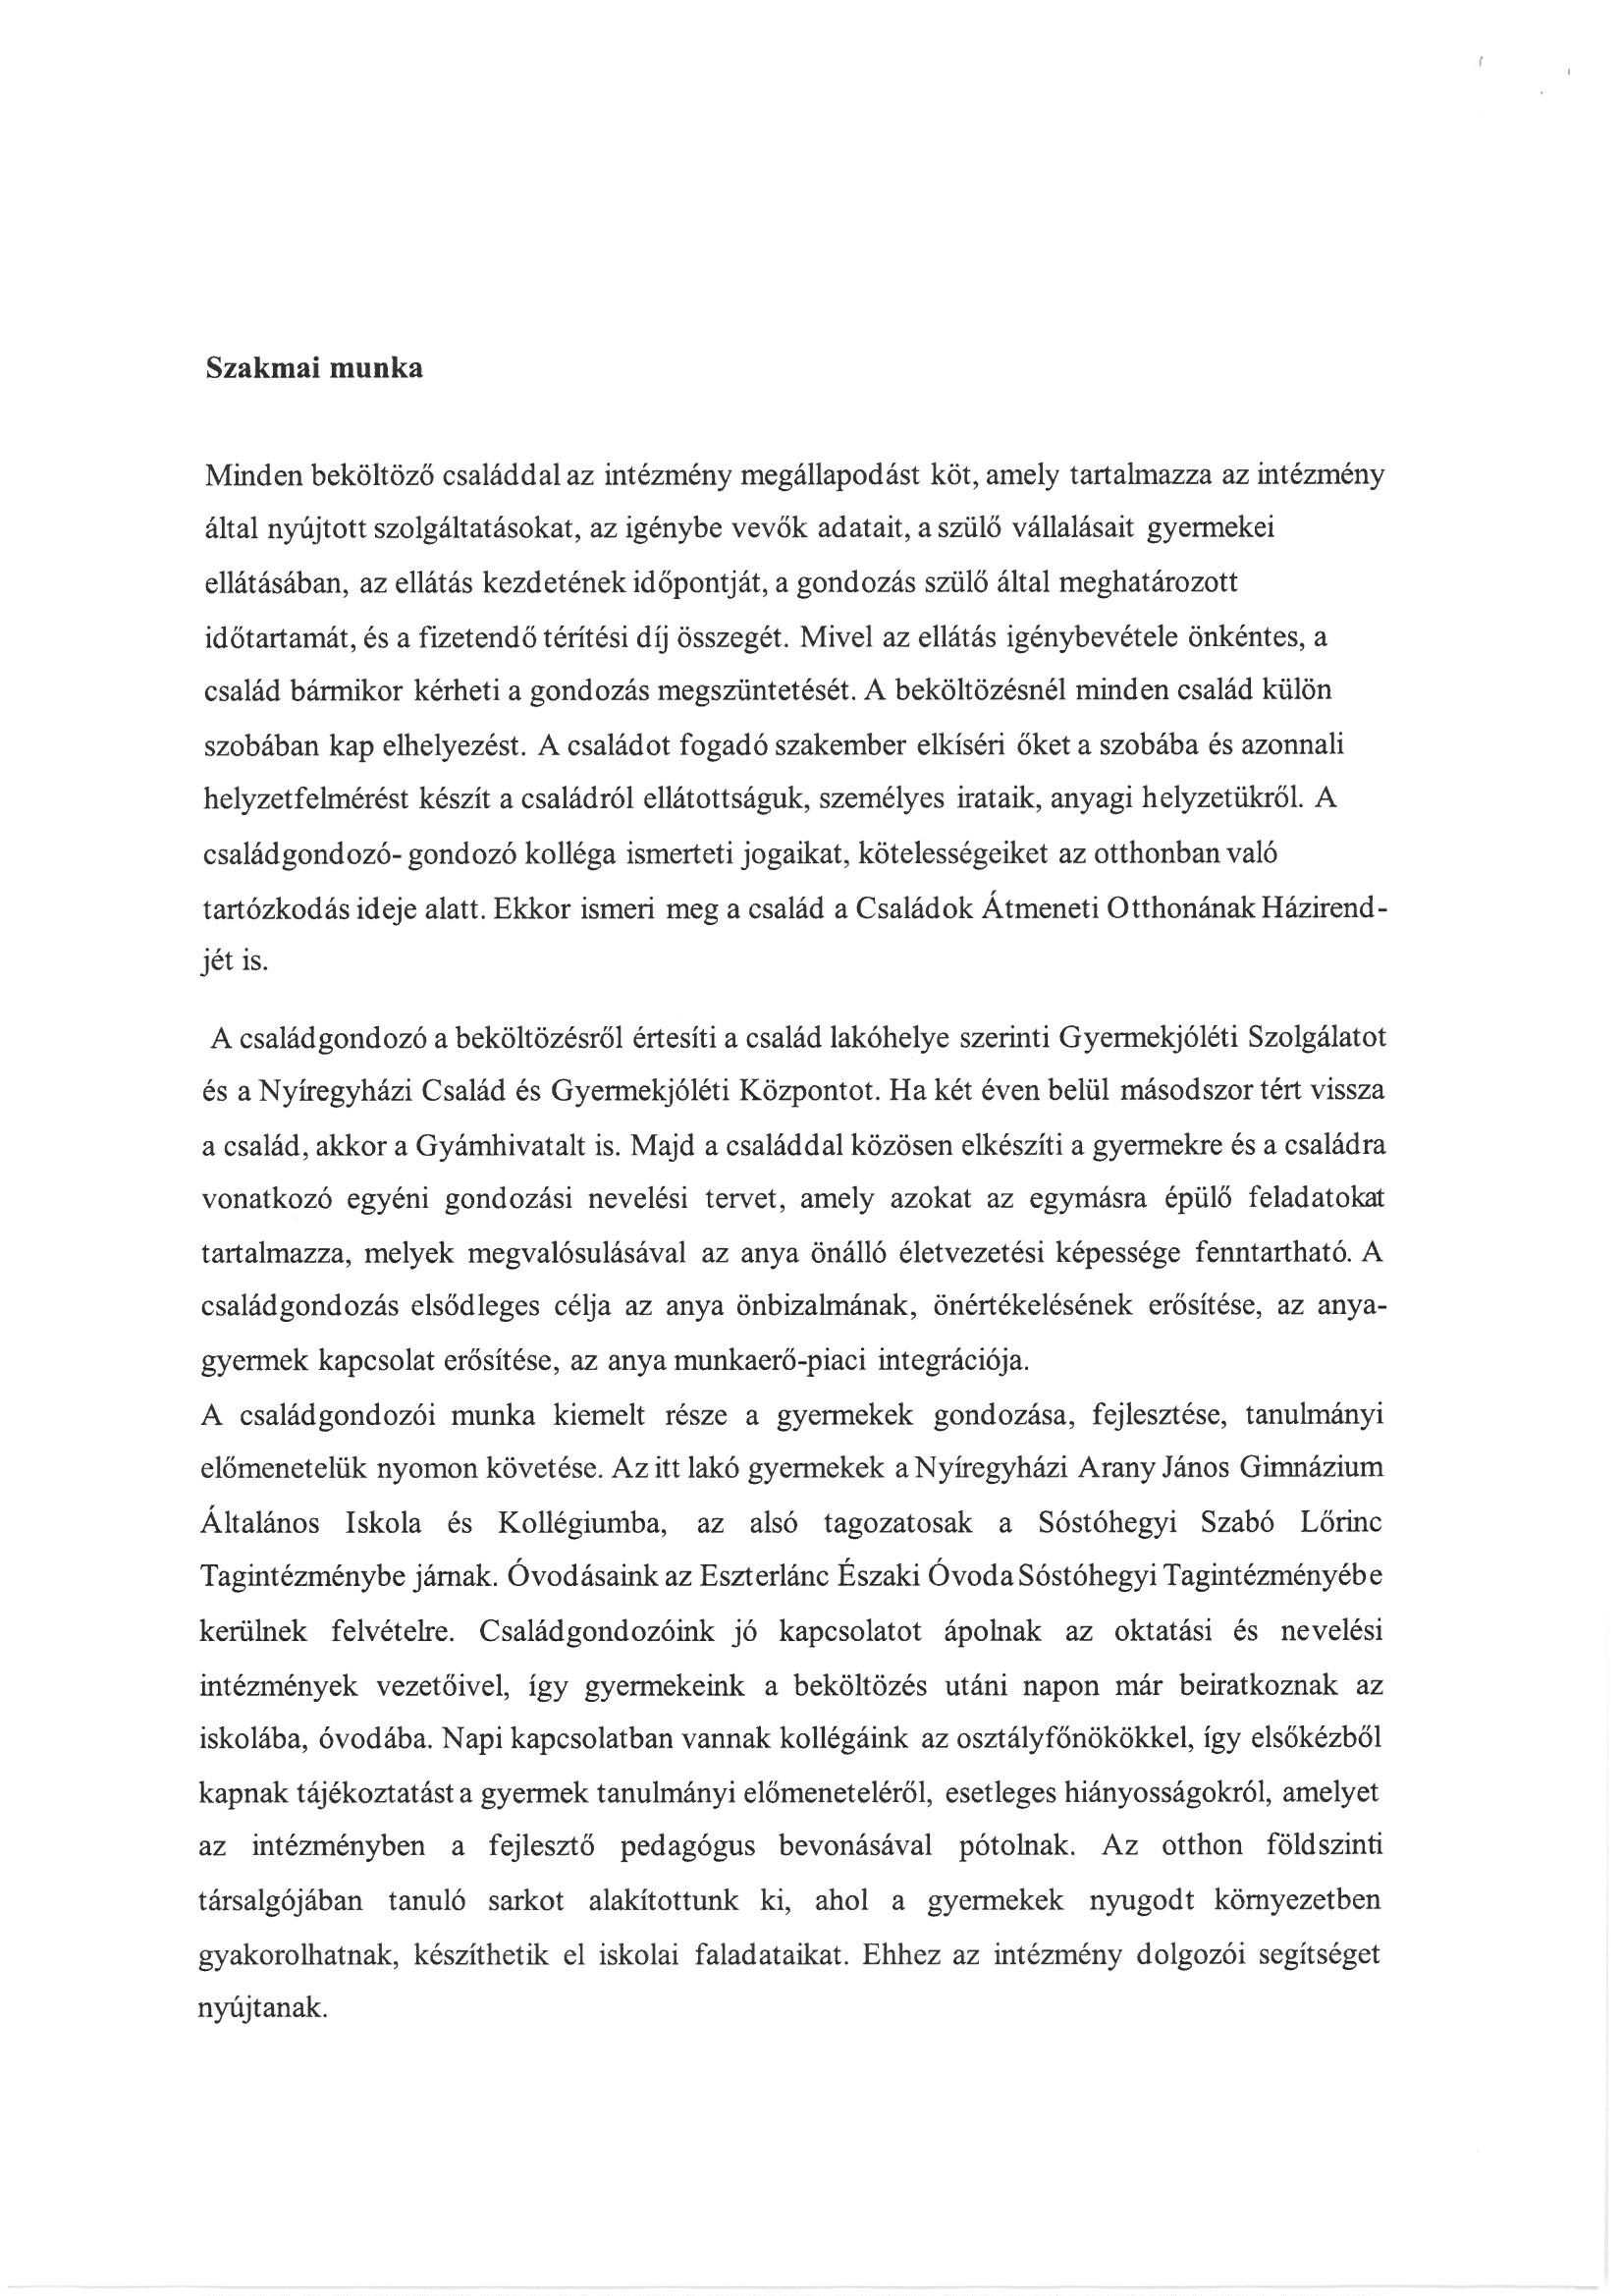 Szakmai munka
Minden beköltöző családdal az intézmény megállapodást köt, amely tartalmazza az intézmény
által nyújtott szolgáltatásokat, az igénybe vevők adatait, a szülő vállalásait gyermekei
ellátásában, az ellátás kezdetének időpontját, a gondozás szülő által meghatározott
időtartamát, és a fizetendő térítési díj összegét. Mivel az ellátás igénybevétele önkéntes, a
család bármikor kérheti a gondozás megszüntetését. A beköltözésnél minden család külön
szobában kap elhelyezést. A családot fogadó szakember elkíséri őket a szobába és azonnali
helyzetfelmérést készít a családról ellátottságuk, személyes irataik, anyagi helyzetükről. A
családgondozó- gondozó kolléga ismerteti jogaikat, kötelességeiket az otthonban való
tartózkodás ideje alatt. Ekkor ismeri meg a család a Családok Átmeneti Otthonának Házirend-
jét is.
A családgondozó a beköltözésről értesíti a család lakóhelye szerinti Gyermekjóléti Szolgálatot
és a Nyíregyházi Család és Gyermekjóléti Központot. Ha két éven belül másodszor tért vissza
a család, akkor a Gyámhivatalt is. Majd a családdal közösen elkészíti a gyermekre és a családra
vonatkozó egyéni gondozási nevelési tervet, amely azokat az egymásra épülő feladatokat
tartalmazza, melyek megvalósulásával az anya önálló életvezetési képessége fenntartható. A
családgondozás elsődleges célja az anya önbizalmának, önértékelésének erősítése, az anya-
gyermek kapcsolat erősítése, az anya munkaerő-piaci integrációja.
A családgondozói munka kiemelt része a gyermekek gondozása, fejlesztése, tanulmányi
előmenetelük nyomon követése. Az itt lakó gyermekek a Nyíregyházi Arany János Gimnázium
Általános Iskola és Kollégiumba, az alsó tagozatosak a Sóstóhegyi Szabó Lőrinc
Tagintézménybe járnak. Óvodásaink az Eszterlánc Északi Óvoda Sóstóhegyi Tagintézményébe
kerülnek felvételre. Családgondozóink jó kapcsolatot ápolnak az oktatási és nevelési
intézmények vezetőivel, így gyermekeink a beköltözés utáni napon már beiratkoznak az
iskolába, óvodába. Napi kapcsolatban vannak kollégáink az osztályfőnökökkel, így elsőkézből
kapnak tájékoztatást a gyermek tanulmányi előmeneteléről, esetleges hiányosságokról, amelyet
az intézményben a fejlesztő pedagógus bevonásával pótolnak. Az otthon földszinti
társalgójában tanuló sarkot alakítottunk ki, ahol a gyermekek nyugodt környezetben
gyakorolhatnak, készíthetik el iskolai faladataikat. Ehhez az intézmény dolgozói segítséget
nyújtanak.